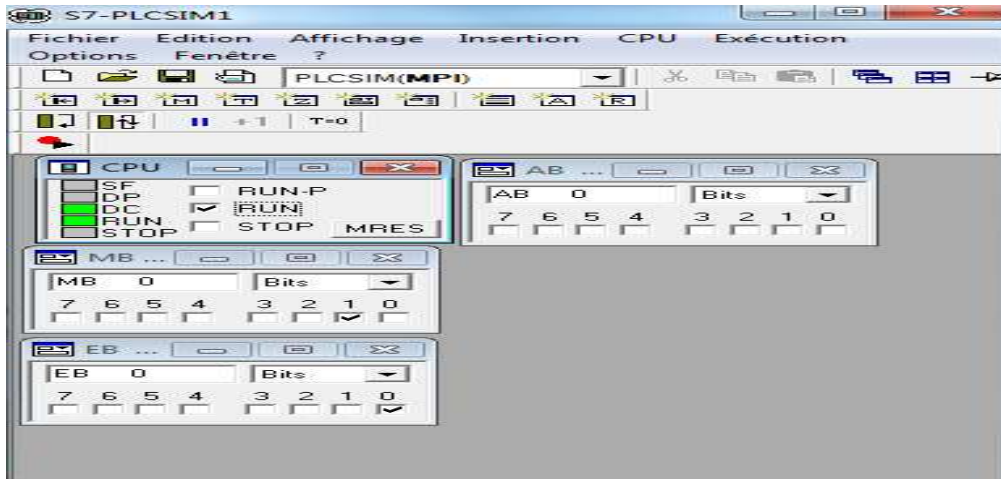 S7-PLCSIM1
Fichier Edition Affichage Insertion CPU Exécution
Options Fenêtre ?
PLCSIM(MPI)
+1 T=0
CPU
SF
DP
DC
RUN
STOP
RUN-P
RUN
STOP
MRES
AB ...
AB 0 Bits
7 6 5 4 3 2 1 0
MB ...
MB 0 Bits
7 6 5 4 3 2 1 0
EB ...
EB 0 Bits
7 6 5 4 3 2 1 0